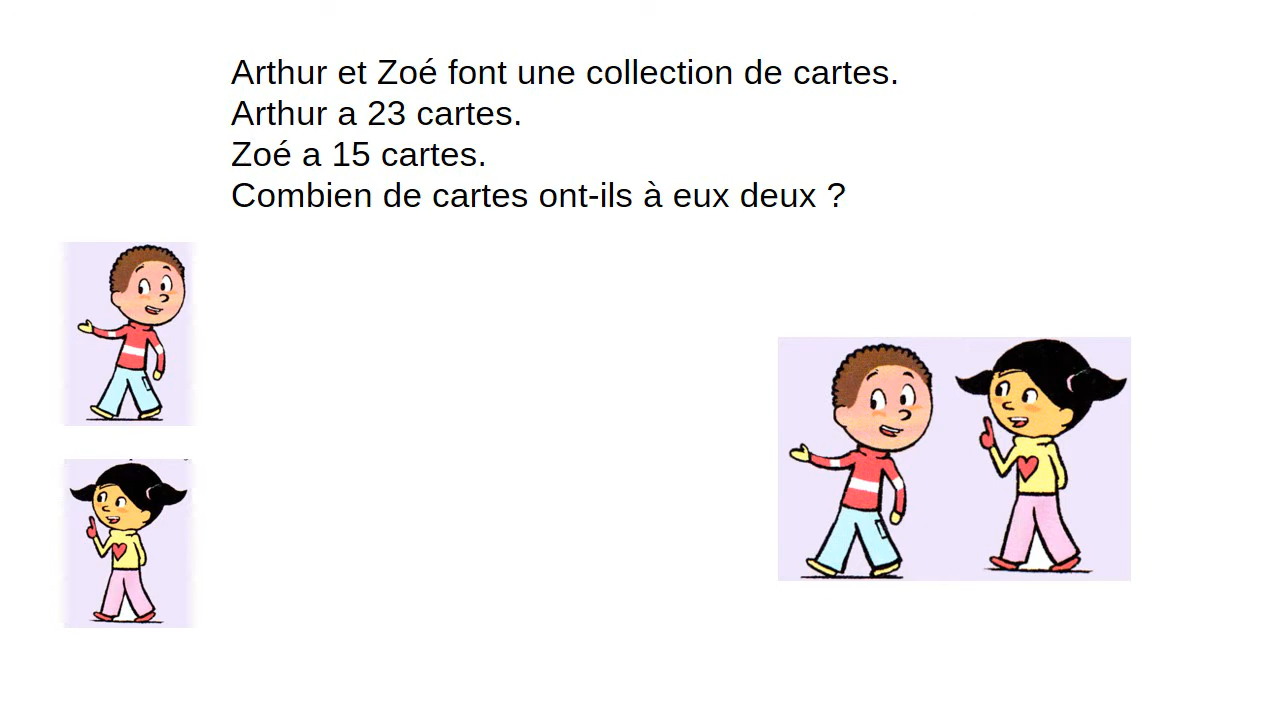 Arthur et Zoé font une collection de cartes.
Arthur a 23 cartes.
Zoé a 15 cartes.
Combien de cartes ont-ils à eux deux ?